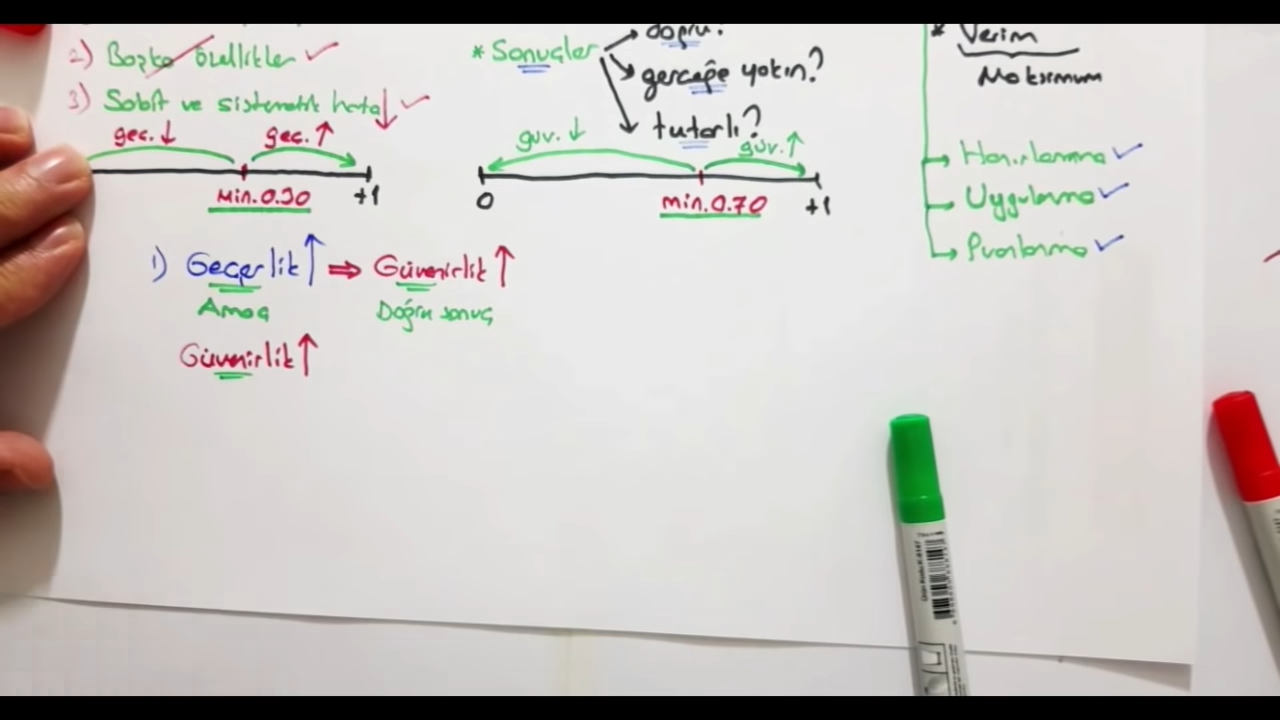 2) Başka özellikler ✓
3) Sabit ve sistematik hata↓ ✓
geç.↓ geç.↑
Min.0.30 +1
* Sonuçlar
doğru?
gerçeğe yakın?
tutarlı?
güv.↓ güv.↑
0 min.0.70 +1
* Verim
Maksimum
Hazırlanma ✓
Uygulama ✓
Puanlama ✓
1) Geçerlik↑ ⇒ Güvenirlik↑
Amaç Doğru sonuç
Güvenirlik↑